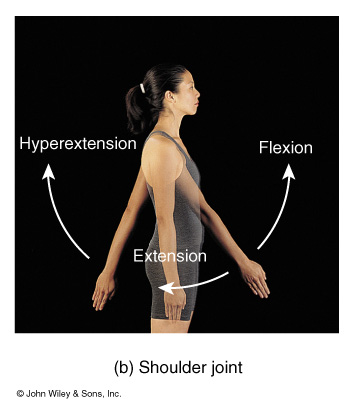 Hyperextension
Flexion
Extension
(b) Shoulder joint
© John Wiley & Sons, Inc.